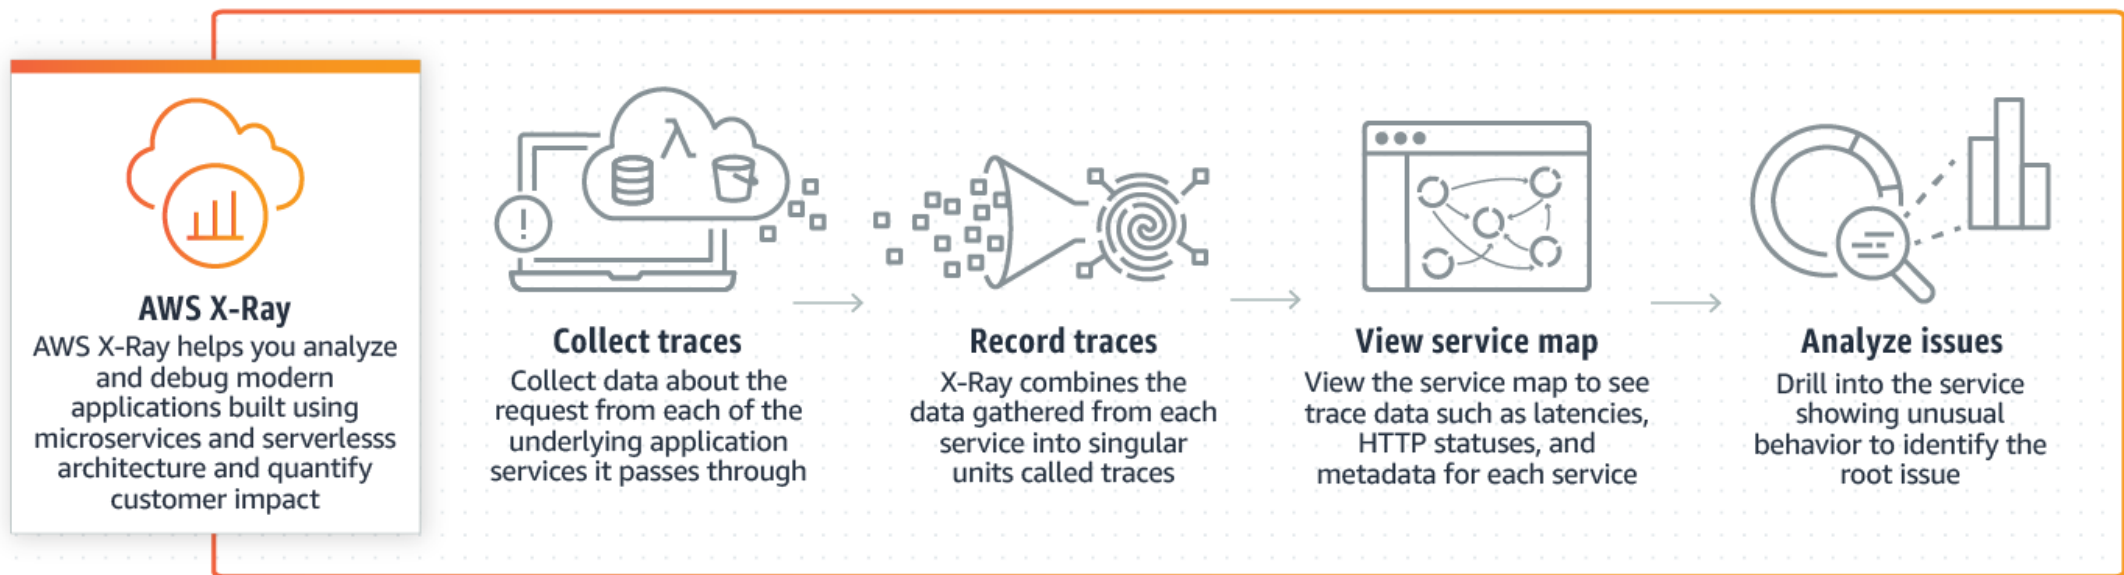 AWS X-Ray
AWS X-Ray helps you analyze
and debug modern
applications built using
microservices and serverlesss
architecture and quantify
customer impact
Collect traces
Collect data about the
request from each of the
underlying application
services it passes through
Record traces
X-Ray combines the
data gathered from each
service into singular
units called traces
View service map
View the service map to see
trace data such as latencies,
HTTP statuses, and
metadata for each service
Analyze issues
Drill into the service
showing unusual
behavior to identify the
root issue